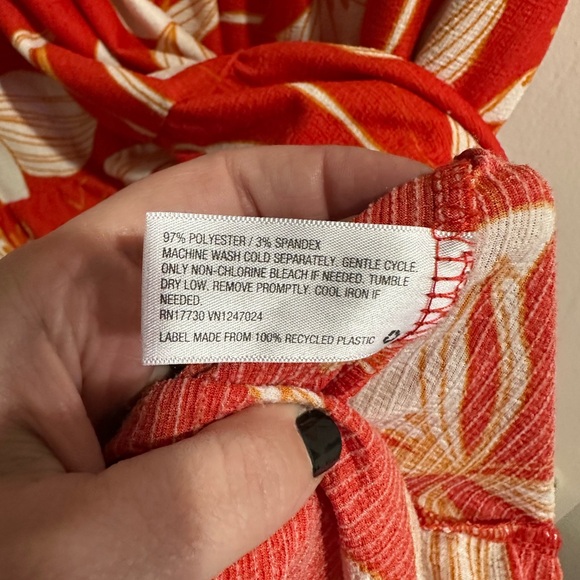 97% POLYESTER / 3% SPANDEX
MACHINE WASH COLD SEPARATELY. GENTLE CYCLE.
ONLY NON-CHLORINE BLEACH IF NEEDED. TUMBLE
DRY LOW. REMOVE PROMPTLY. COOL IRON IF
NEEDED.
RN17730 VN1247024
LABEL MADE FROM 100% RECYCLED PLASTIC